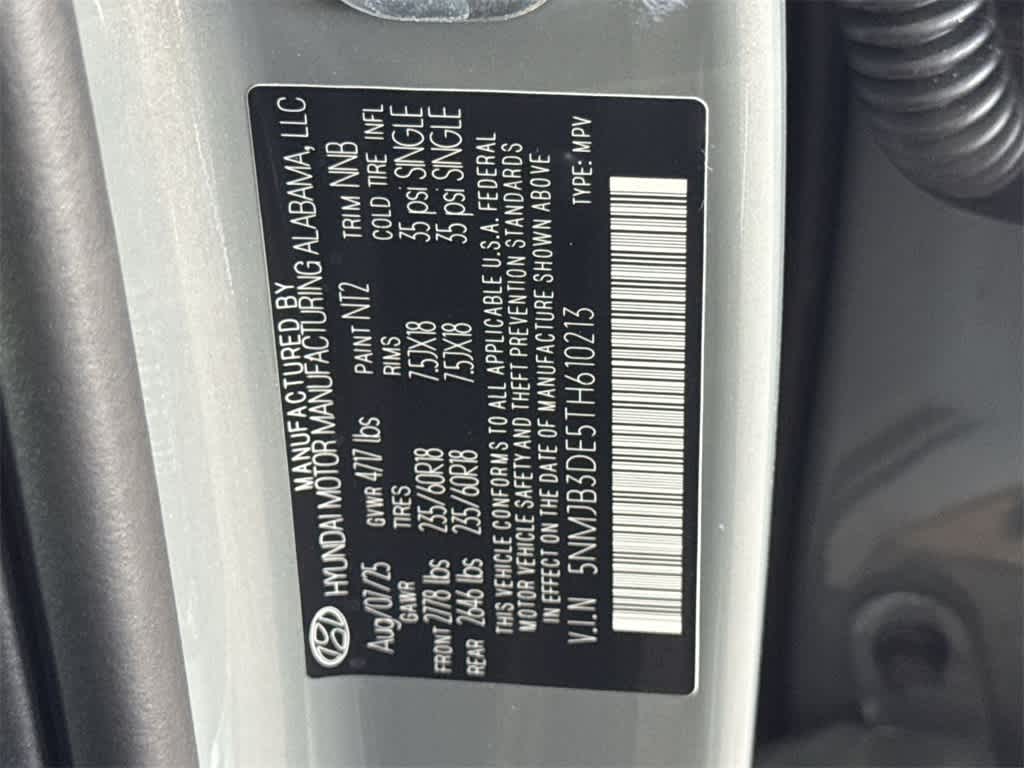 MANUFACTURED BY
HYUNDAI MOTOR MANUFACTURING ALABAMA, LLC
Aug/07/25 GVWR 4717 lbs PAINT NT2 TRIM NNB
GAWR TIRES RIMS COLD TIRE INFL
FRONT 2778 lbs 235/60R18 7.5JX18 35 psi SINGLE
REAR 2646 lbs 235/60R18 7.5JX18 35 psi SINGLE
THIS VEHICLE CONFORMS TO ALL APPLICABLE U.S.A. FEDERAL
MOTOR VEHICLE SAFETY AND THEFT PREVENTION STANDARDS
IN EFFECT ON THE DATE OF MANUFACTURE SHOWN ABOVE
V.I.N 5NMJB3DE5TH610213 TYPE: MPV